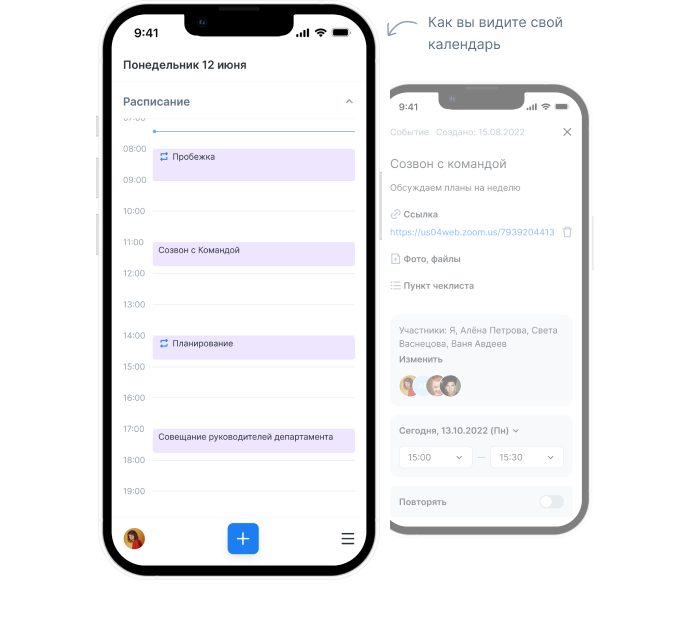 Как вы видите свой
календарь
9:41
Понедельник 12 июня
Расписание
07:00
08:00
Пробежка
09:00
10:00
11:00
Созвон с Командой
12:00
13:00
14:00
Планирование
15:00
16:00
17:00
Совещание руководителей департамента
18:00
19:00
9:41
Событие. Создано: 15.08.2022
Созвон с командой
Обсуждаем планы на неделю
Ссылка
https://us04web.zoom.us/7939204413
Фото, файлы
Пункт чеклиста
Участники: Я, Алёна Петрова, Света
Васнецова, Ваня Авдеев
Изменить
Сегодня, 13.10.2022 (Пн)
15:00 — 15:30
Повторять